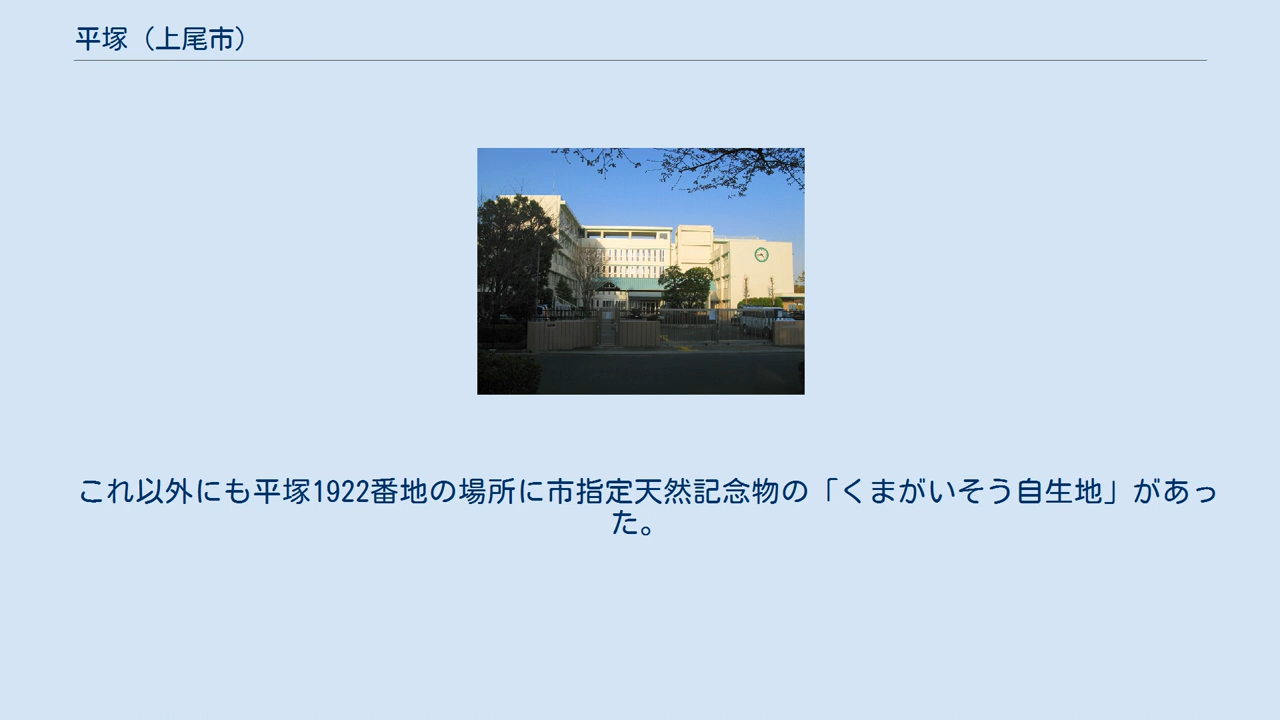 平塚（上尾市）
これ以外にも平塚1922番地の場所に市指定天然記念物の「くまがいそう自生地」があっ
た。